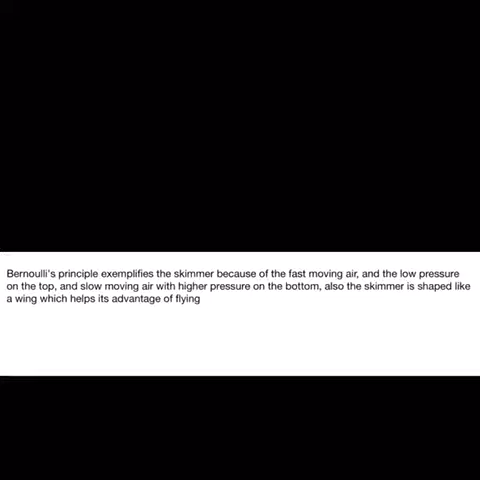 Bernoulli's principle exemplifies the skimmer because of the fast moving air, and the low pressure
on the top, and slow moving air with higher pressure on the bottom, also the skimmer is shaped like
a wing which helps its advantage of flying